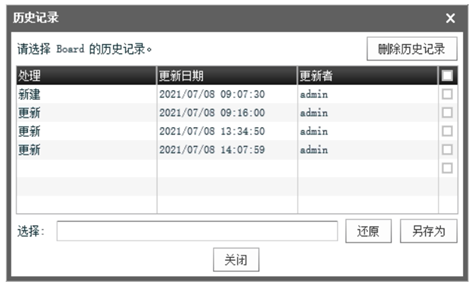 历史记录 X
请选择 Board 的历史记录。 删除历史记录
处理 更新日期 更新者
新建 2021/07/08 09:07:30 admin
更新 2021/07/08 09:16:00 admin
更新 2021/07/08 13:34:50 admin
更新 2021/07/08 14:07:59 admin
选择: 还原 另存为
关闭